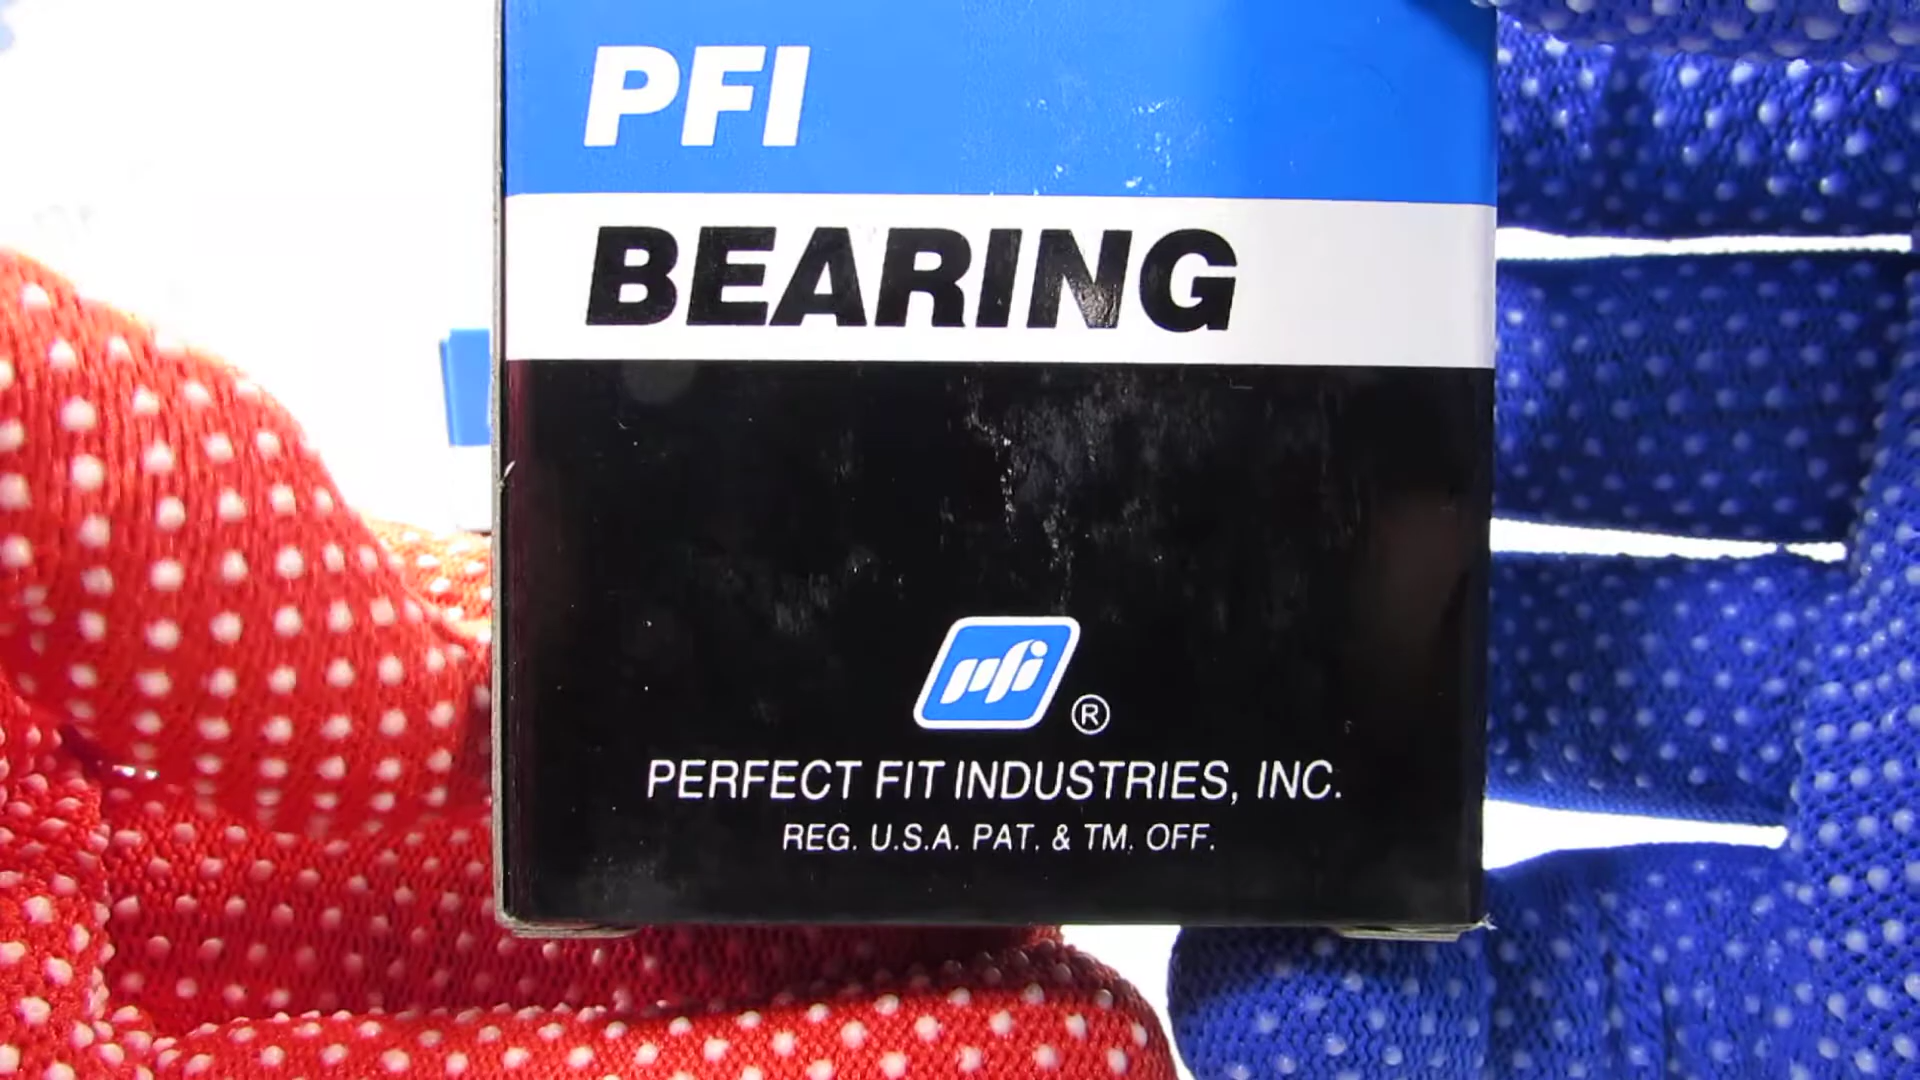 PFI
BEARING
pfi ®
PERFECT FIT INDUSTRIES, INC.
REG. U.S.A. PAT. & TM. OFF.